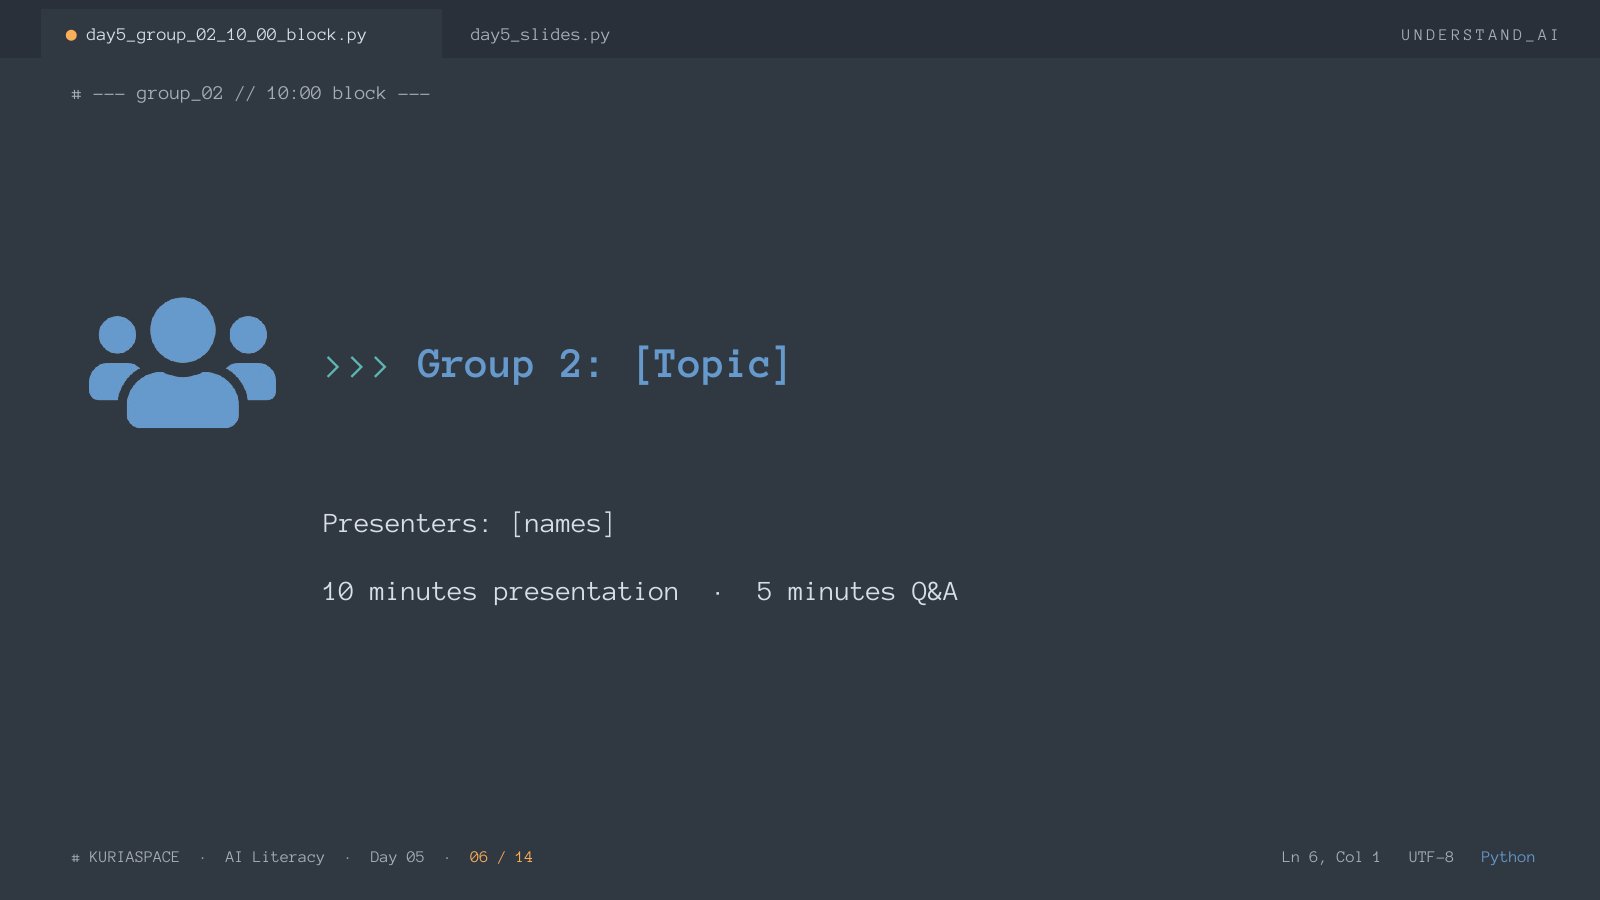 day5_group_02_10_00_block.py
day5_slides.py
UNDERSTAND_AI
# --- group_02 // 10:00 block ---
>>> Group 2: [Topic]
Presenters: [names]
10 minutes presentation · 5 minutes Q&A
# KURIASPACE · AI Literacy · Day 05 · 06 / 14
Ln 6, Col 1 UTF-8 Python